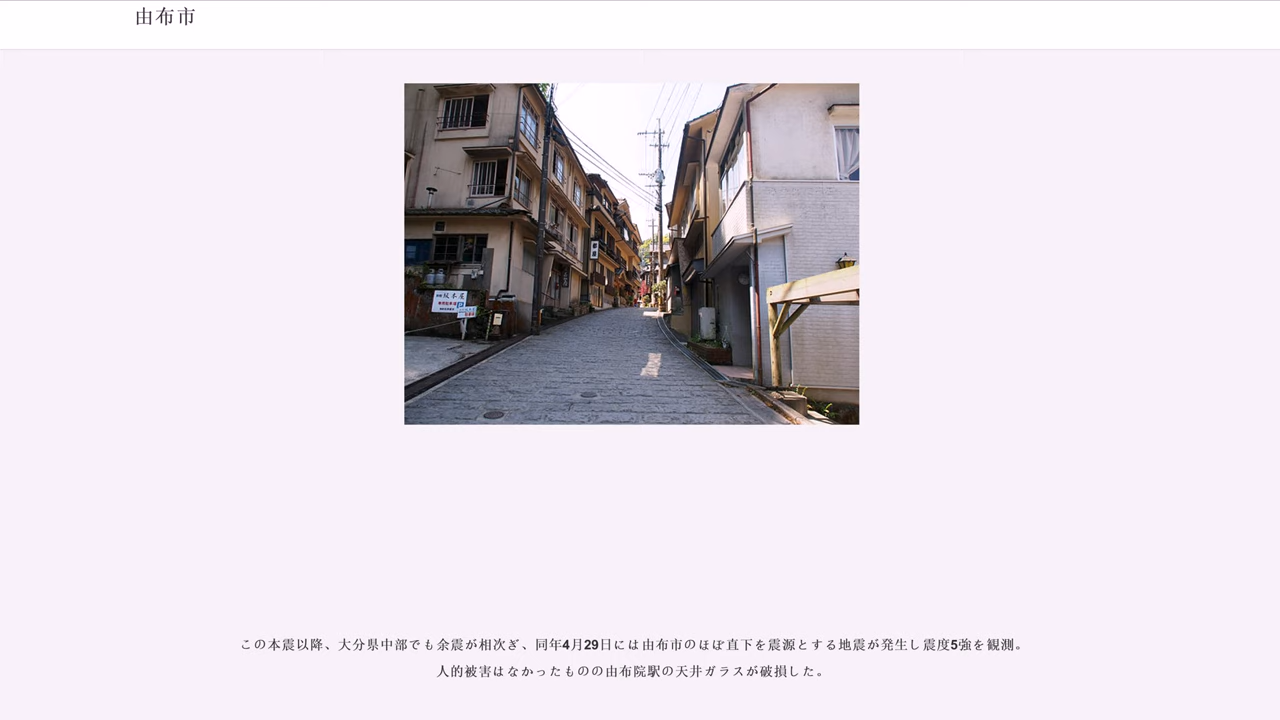 由布市
坂本屋
この本震以降、大分県中部でも余震が相次ぎ、同年4月29日には由布市のほぼ直下を震源とする地震が発生し震度5強を観測。
人的被害はなかったものの由布院駅の天井ガラスが破損した。